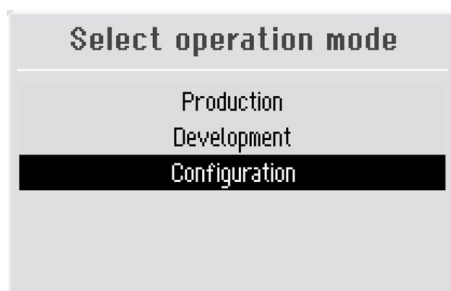 Select operation mode
Production
Development
Configuration